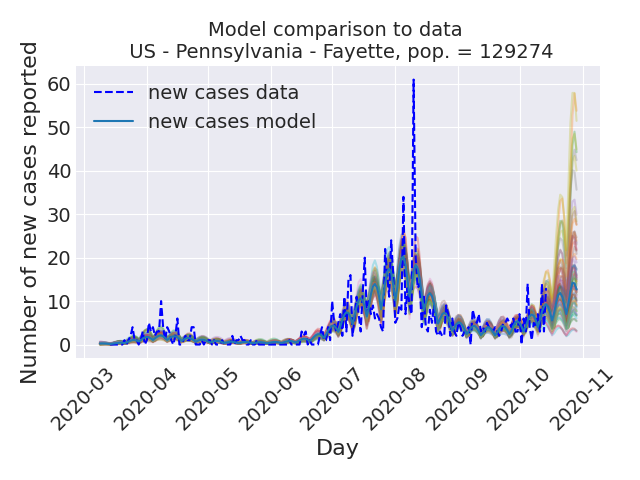 Model comparison to data
US - Pennsylvania - Fayette, pop. = 129274
Number of new cases reported
60
50
40
30
20
10
0
new cases data
new cases model
2020-03
2020-04
2020-05
2020-06
2020-07
2020-08
2020-09
2020-10
2020-11
Day